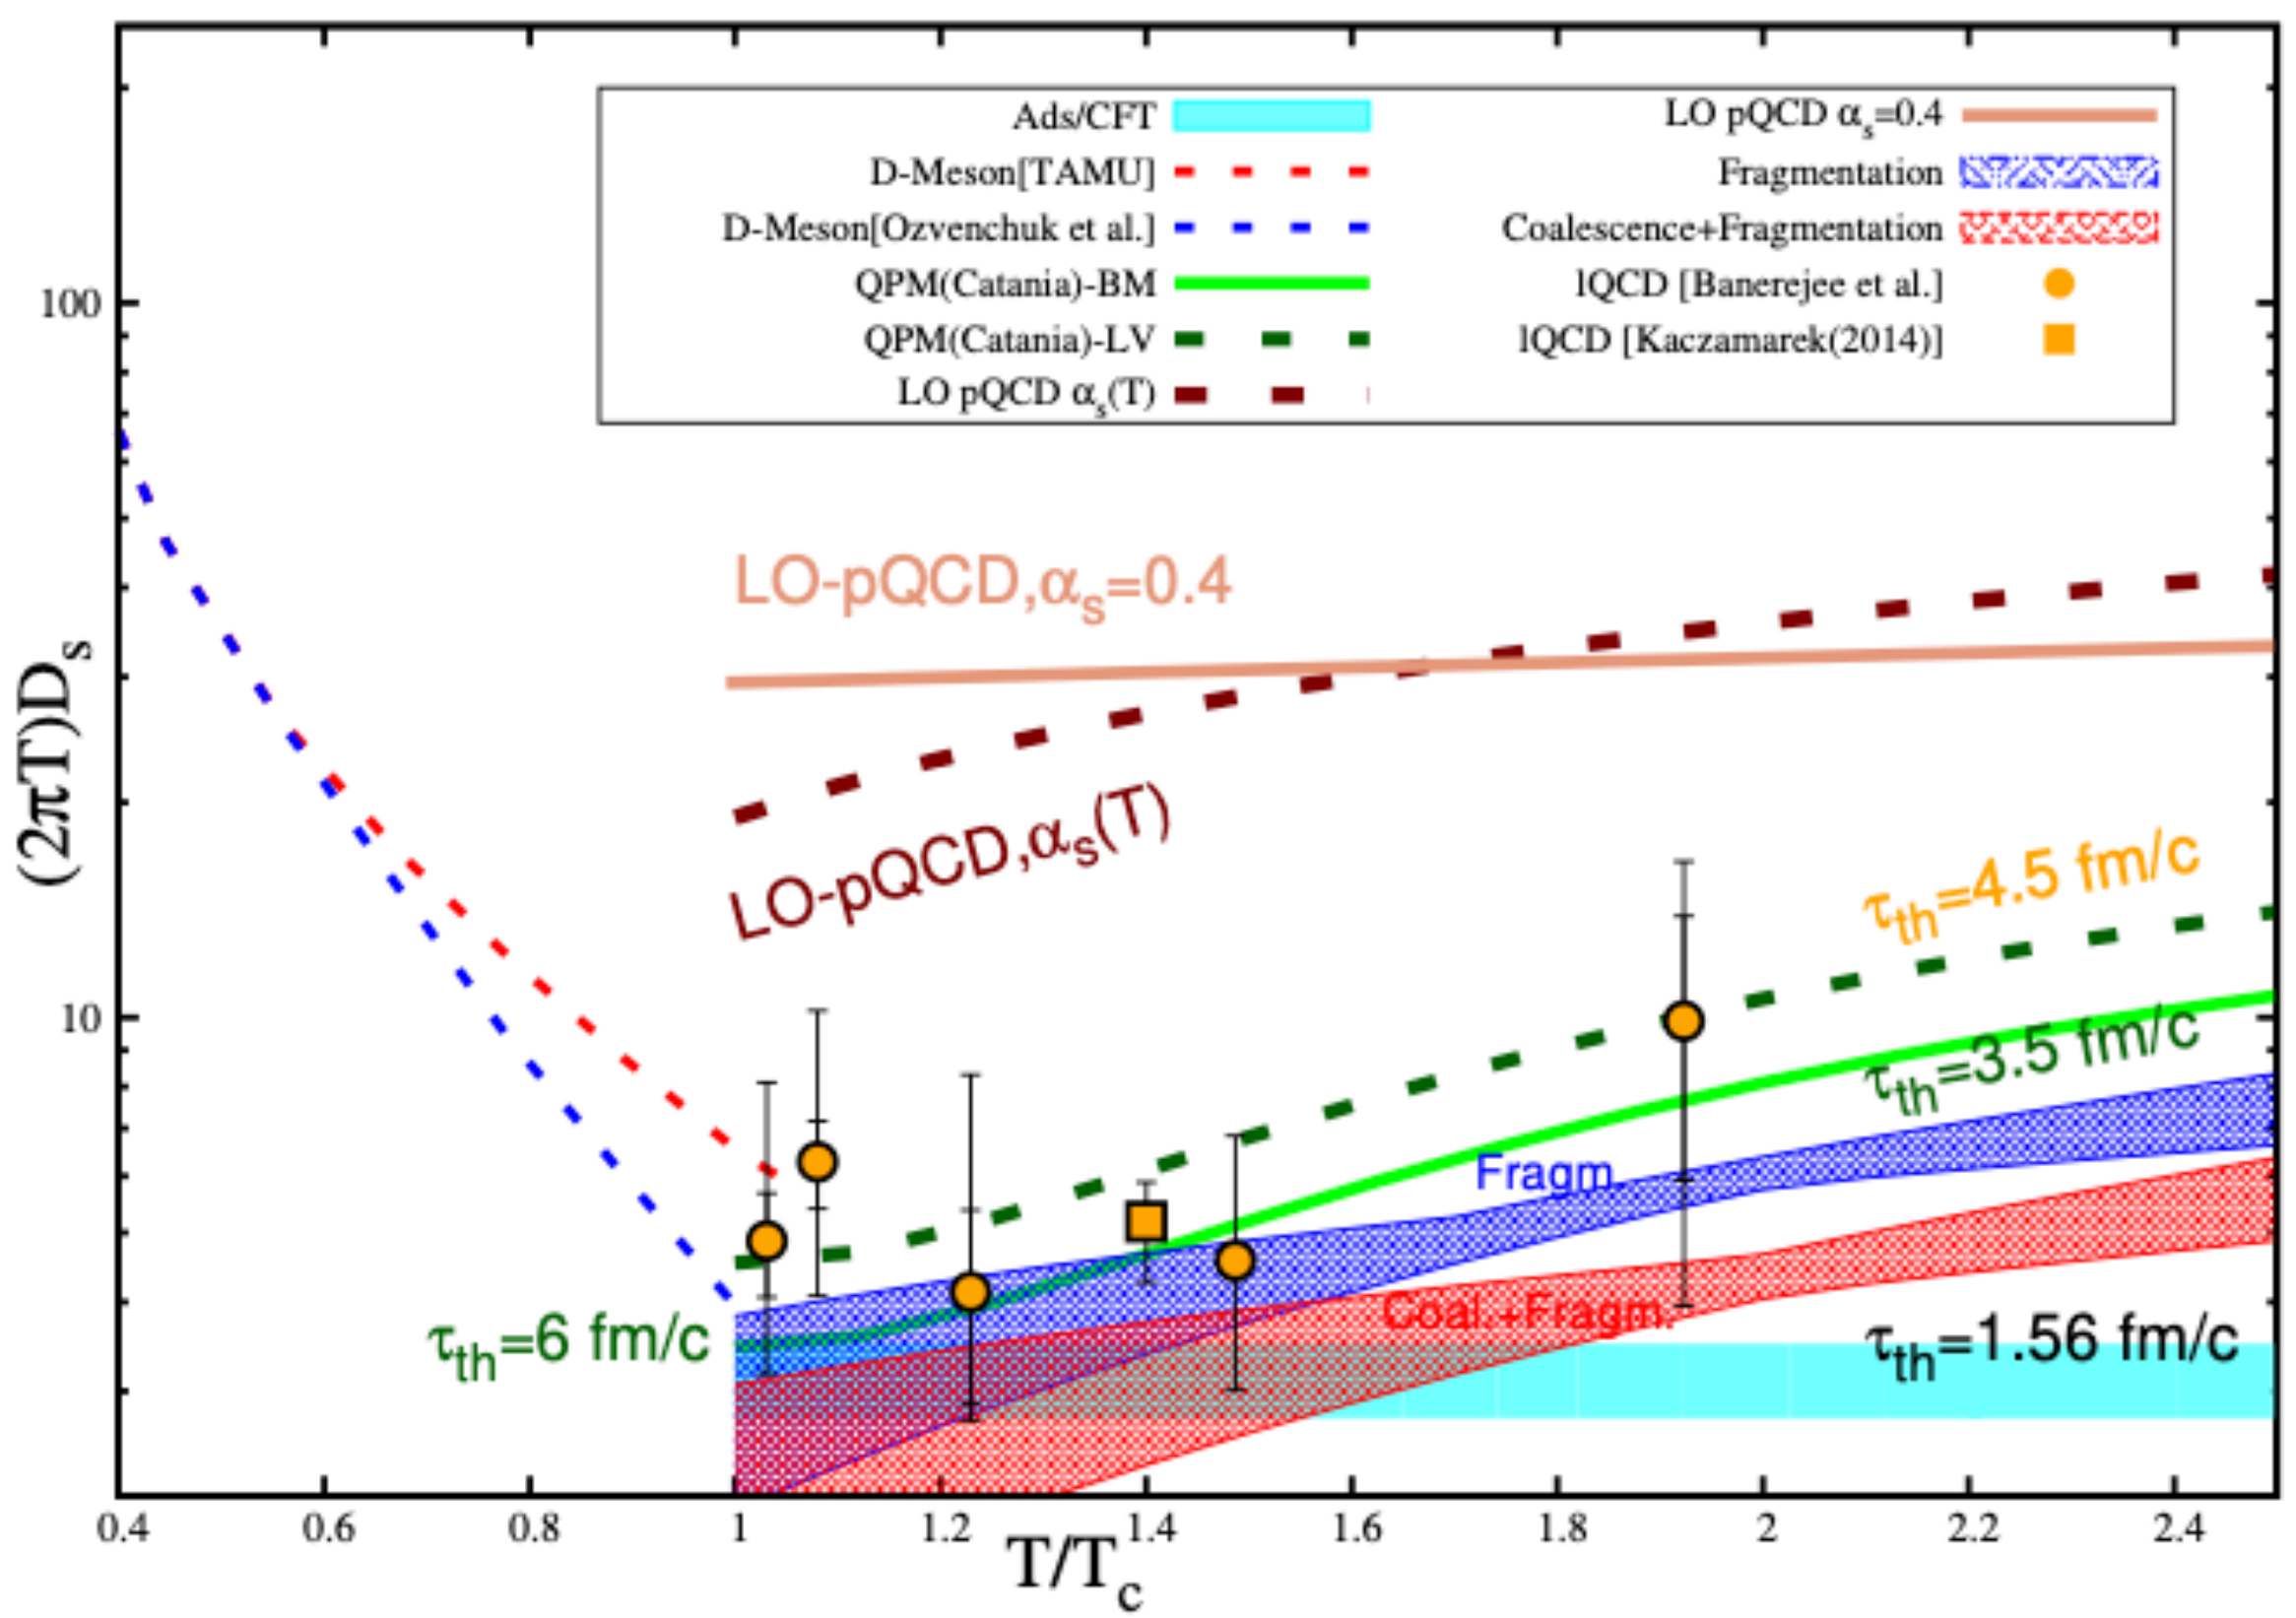 Ads/CFT
D-Meson[TAMU]
D-Meson[Ozvenchuk et al.]
QPM(Catania)-BM
QPM(Catania)-LV
LO pQCD αs(T)
LO pQCD αs=0.4
Fragmentation
Coalescence+Fragmentation
lQCD [Banerejee et al.]
lQCD [Kaczamarek(2014)]
100
10
(2πT)Ds
LO-pQCD,αs=0.4
LO-pQCD,αs(T)
τth=4.5 fm/c
τth=3.5 fm/c
Fragm.
Coal.+Fragm.
τth=6 fm/c
τth=1.56 fm/c
0.4 0.6 0.8 1 1.2 1.4 1.6 1.8 2 2.2 2.4
T/Tc